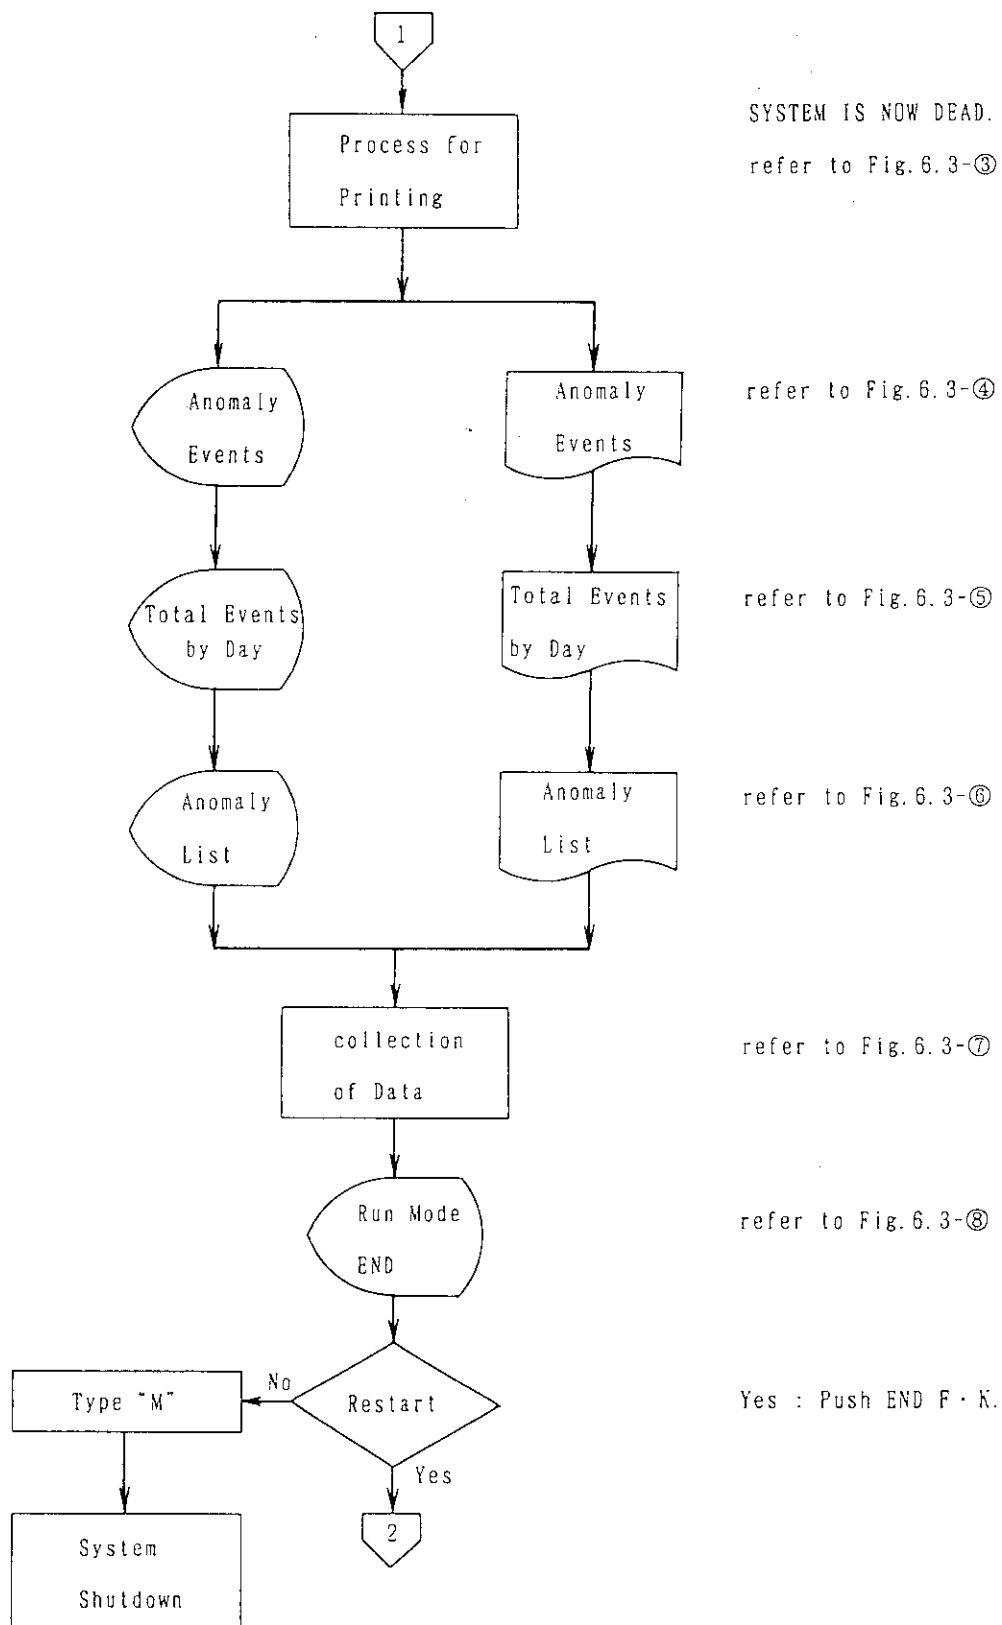 1
SYSTEM IS NOW DEAD.
Process for
Printing
refer to Fig. 6. 3-③
Anomaly
Events
Anomaly
Events
refer to Fig. 6. 3-④
Total Events
by Day
Total Events
by Day
refer to Fig. 6. 3-⑤
Anomaly
List
Anomaly
List
refer to Fig. 6. 3-⑥
collection
of Data
refer to Fig. 6. 3-⑦
Run Mode
END
refer to Fig. 6. 3-⑧
Type "M"
No
Restart
Yes : Push END F · K.
Yes
2
System
Shutdown